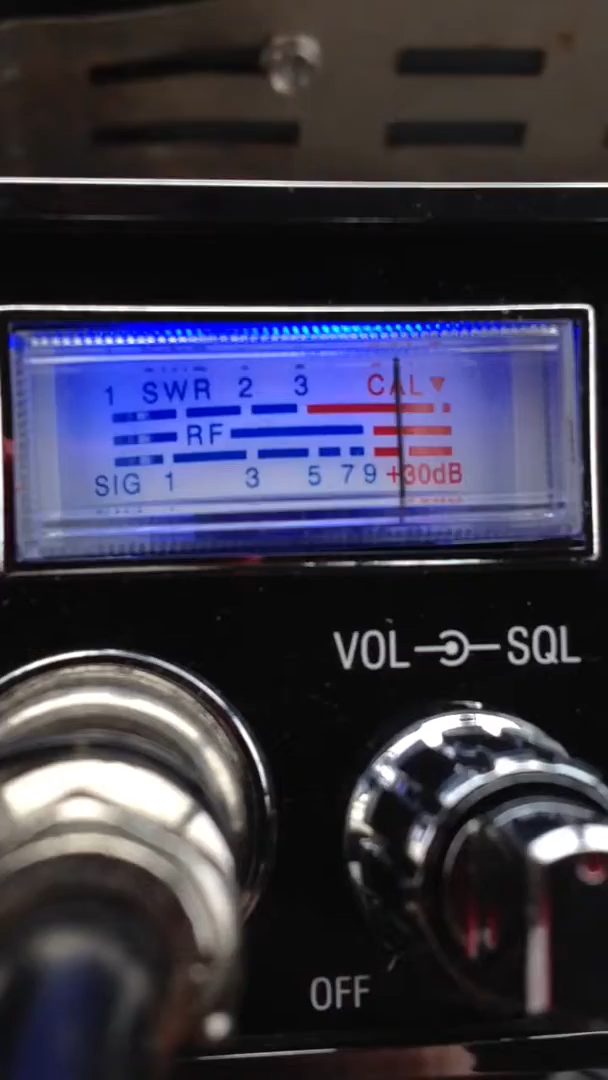 1 SWR 2 3 CAL▼
RF
SIG 1 3 5 7 9 +30dB
VOL SQL
OFF